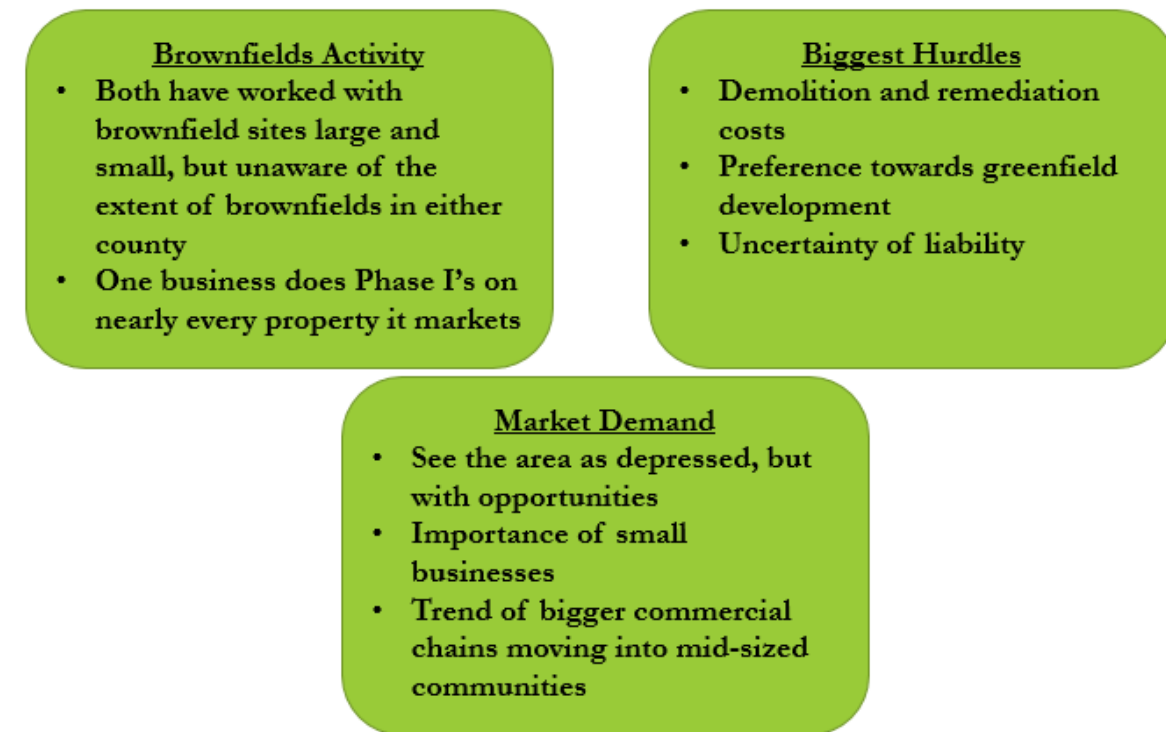 Brownfields Activity
• Both have worked with
brownfield sites large and
small, but unaware of the
extent of brownfields in either
county
• One business does Phase I's on
nearly every property it markets
Biggest Hurdles
• Demolition and remediation
costs
• Preference towards greenfield
development
• Uncertainty of liability
Market Demand
• See the area as depressed, but
with opportunities
• Importance of small
businesses
• Trend of bigger commercial
chains moving into mid-sized
communities